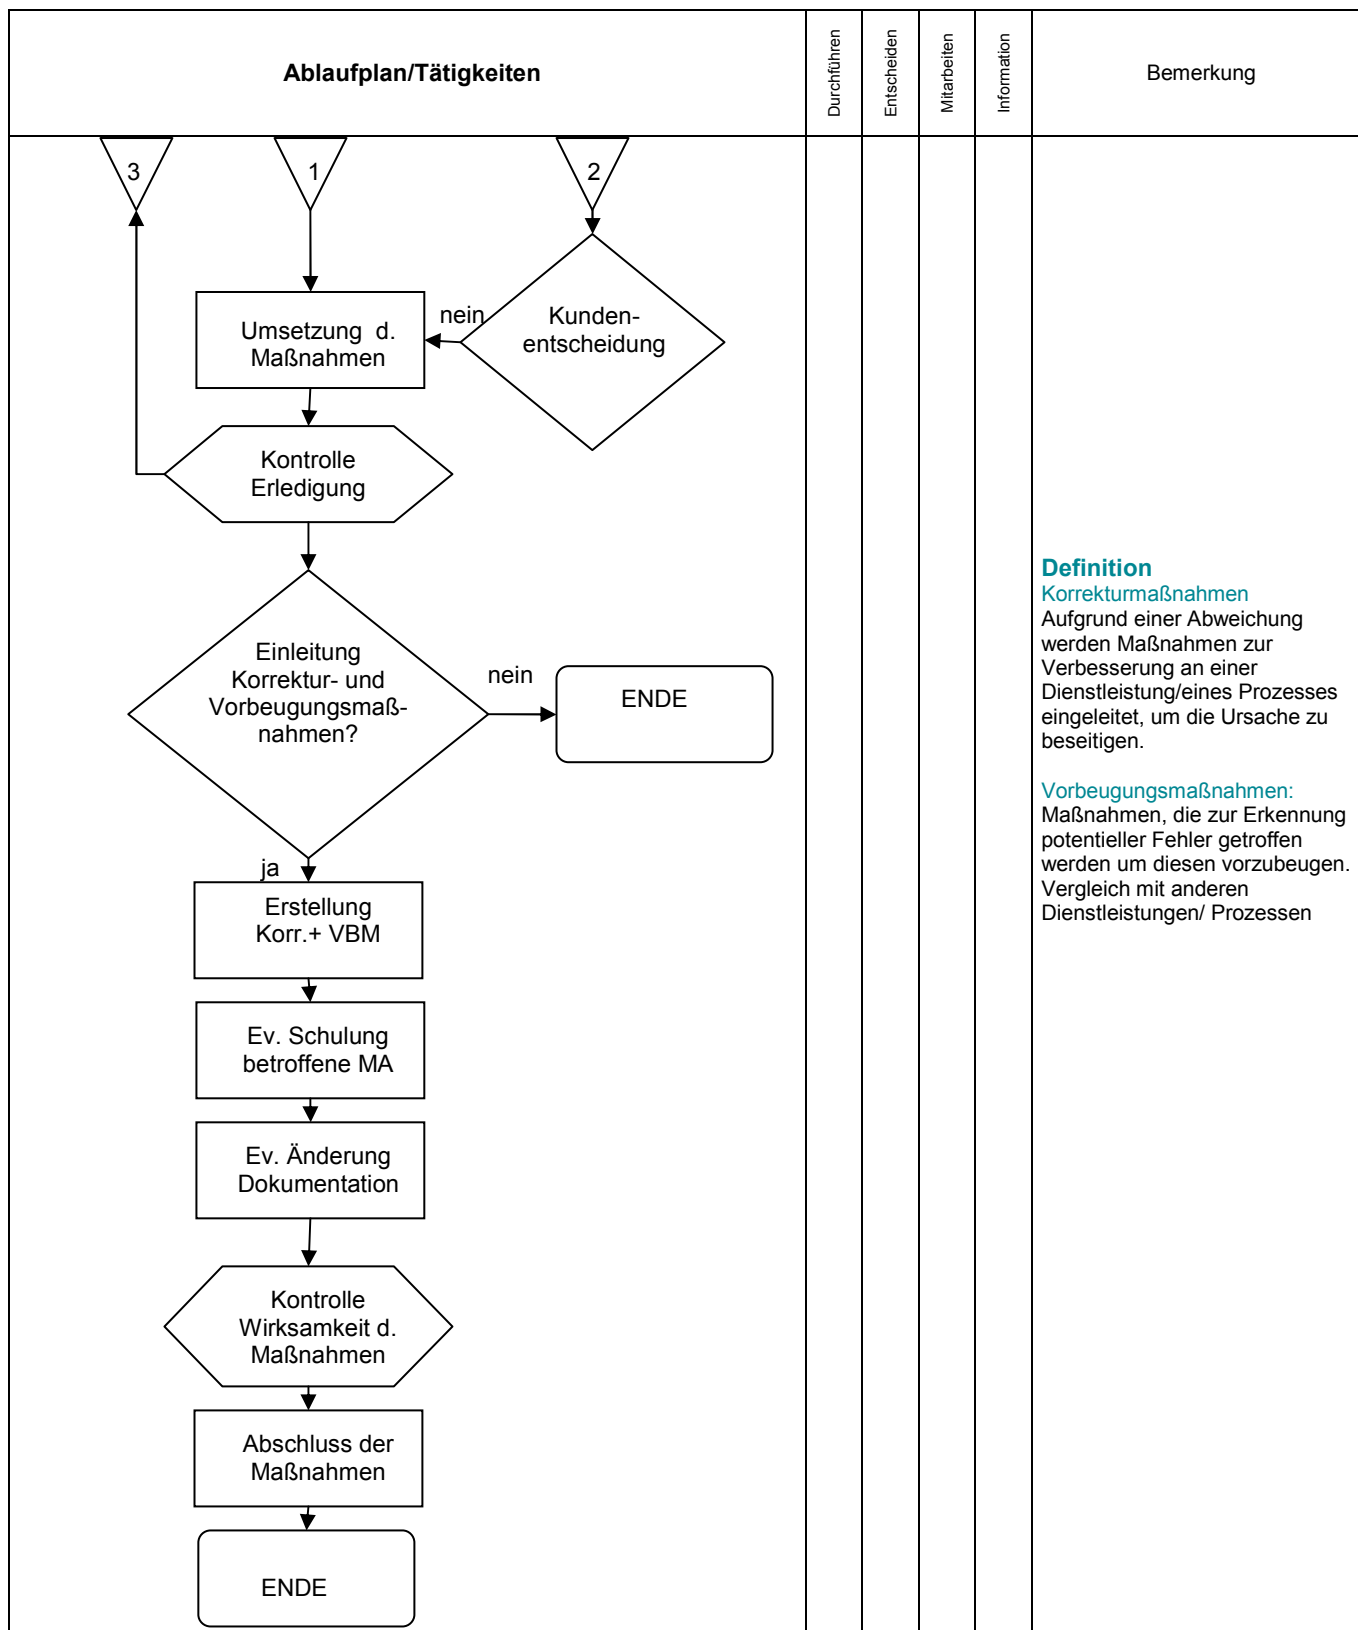 Ablaufplan/Tätigkeiten
Durchführen
Entscheiden
Mitarbeiten
Information
Bemerkung
3
1
2
Umsetzung d.
Maßnahmen
nein
Kunden-
entscheidung
Kontrolle
Erledigung
Einleitung
Korrektur- und
Vorbeugungsmaß-
nahmen?
nein
ENDE
ja
Erstellung
Korr.+ VBM
Ev. Schulung
betroffene MA
Ev. Änderung
Dokumentation
Kontrolle
Wirksamkeit d.
Maßnahmen
Abschluss der
Maßnahmen
ENDE
Definition
Korrekturmaßnahmen
Aufgrund einer Abweichung
werden Maßnahmen zur
Verbesserung an einer
Dienstleistung/eines Prozesses
eingeleitet, um die Ursache zu
beseitigen.
Vorbeugungsmaßnahmen:
Maßnahmen, die zur Erkennung
potentieller Fehler getroffen
werden um diesen vorzubeugen.
Vergleich mit anderen
Dienstleistungen/ Prozessen